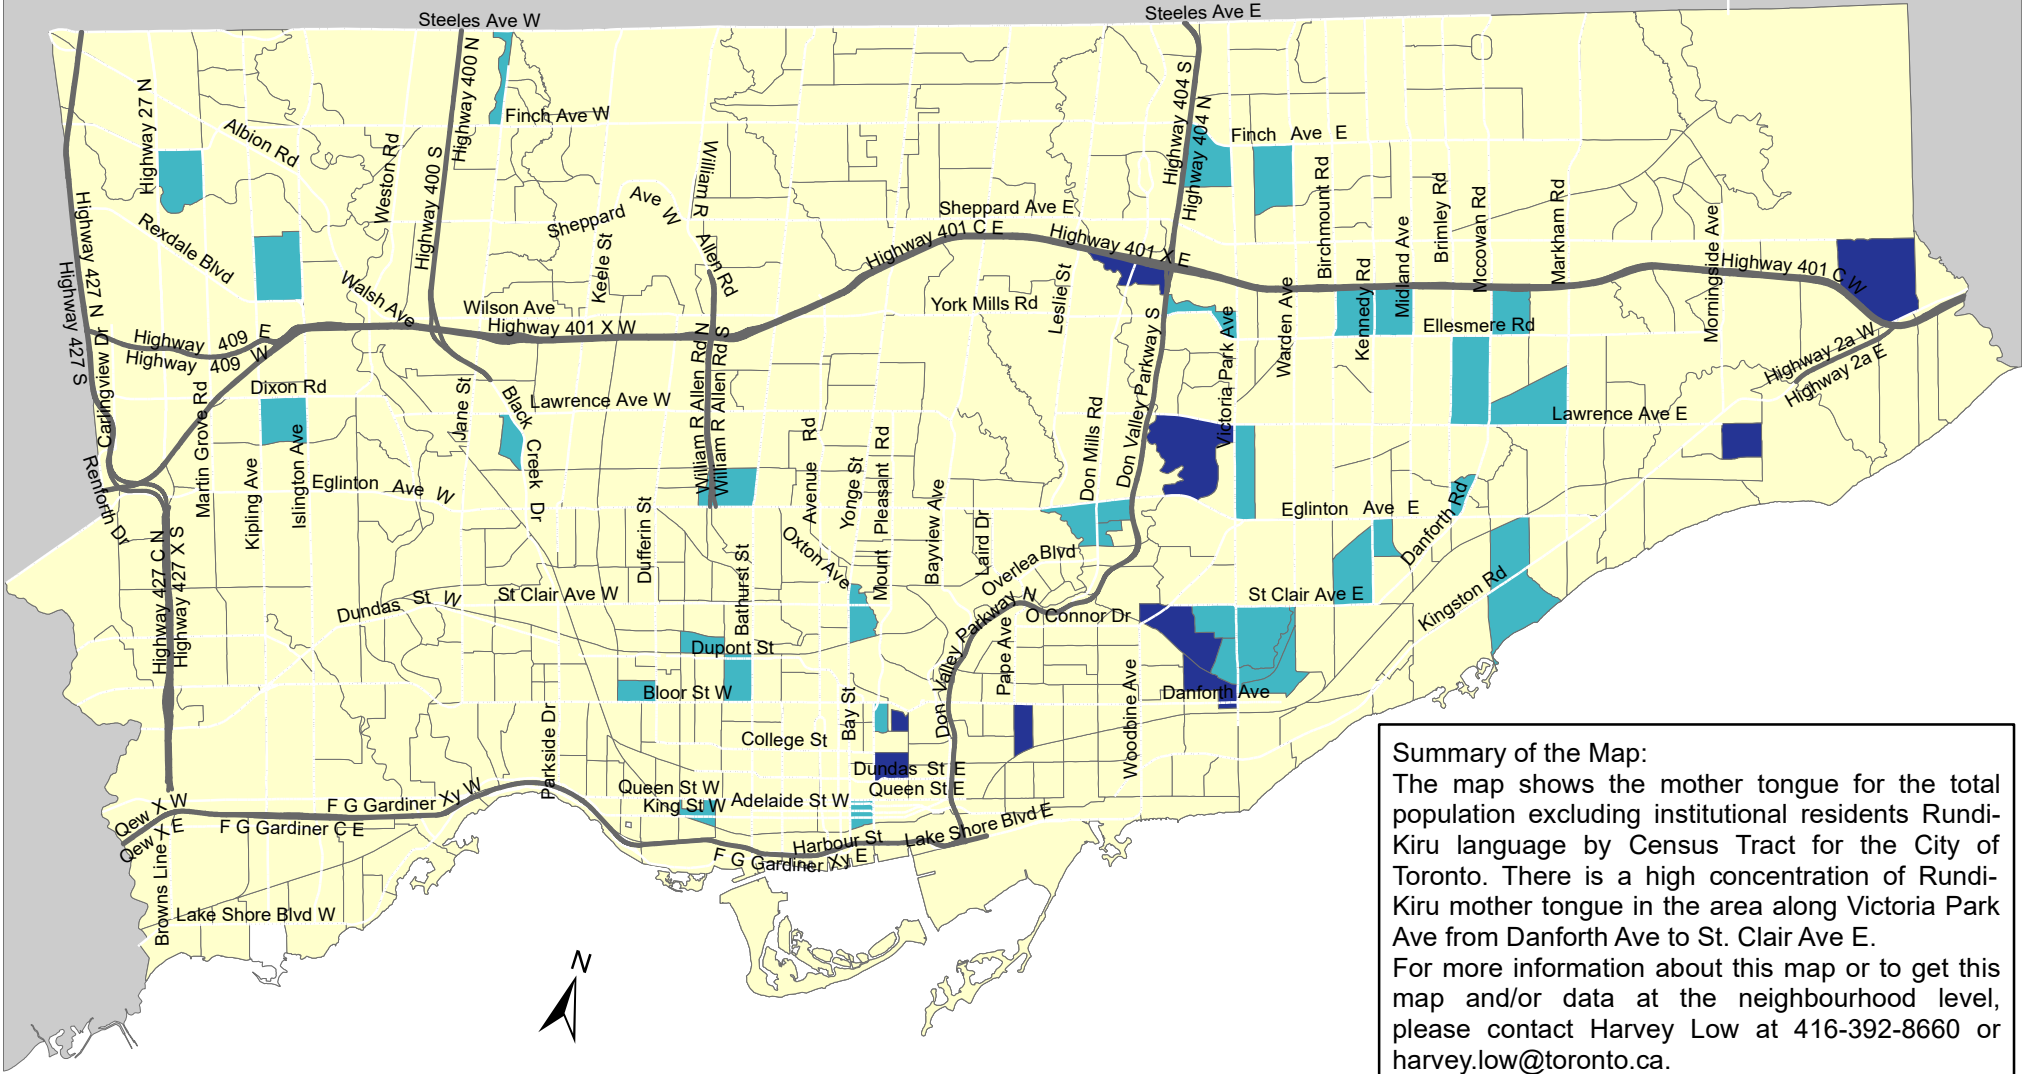 Steeles Ave W
Steeles Ave E
Highway 27 N
Albion Rd
Weston Rd
Highway 400 N
Highway 400 S
Finch Ave W
William R Allen Rd
Highway 404 S
Highway 404 N
Finch Ave E
Sheppard Ave W
Sheppard Ave E
Keele St
Highway 427 N
Highway 427 N
Rexdale Blvd
Walsh Ave
Wilson Ave
Highway 401 X W
Highway 401 C E
Highway 401 X E
Leslie St
York Mills Rd
Birchmount Rd
Kennedy Rd
Midland Ave
Brimley Rd
Mccowan Rd
Markham Rd
Morningside Ave
Highway 401 C W
Ellesmere Rd
Warden Ave
Victoria Park Ave
Victoria Park Ave
Highway 2a W
Highway 2a E
Highway 427 S
Highway 409 E
Highway 409 W
Carlingview Dr
Dixon Rd
Martin Grove Rd
Kipling Ave
Islington Ave
Jane St
Black Creek Dr
Lawrence Ave W
William R Allen Rd N
William R Allen Rd S
Lawrence Ave E
Renforth Dr
Eglinton Ave W
Eglinton Ave E
Dufferin St
Bathurst St
Avenue Rd
Oxton Ave
Yonge St
Mount Pleasant Rd
Bayview Ave
Laird Dr
Don Mills Rd
Don Valley Parkway S
Overlea Blvd
Don Valley Parkway N
O Connor Dr
Pape Ave
Woodbine Ave
Danforth Rd
Kingston Rd
St Clair Ave E
St Clair Ave W
Dundas St W
Highway 427 C N
Highway 427 X S
Dupont St
Bloor St W
Danforth Ave
Parkside Dr
Bay St
College St
Dundas St E
Queen St W
Queen St E
King St W
Adelaide St W
Qew X W
Qew X E
F G Gardiner Xy W
F G Gardiner C E
Harbour St
Lake Shore Blvd E
F G Gardiner Xy E
Browns Line
Lake Shore Blvd W
N
Summary of the Map:
The map shows the mother tongue for the total
population excluding institutional residents Rundi-
Kiru language by Census Tract for the City of
Toronto. There is a high concentration of Rundi-
Kiru mother tongue in the area along Victoria Park
Ave from Danforth Ave to St. Clair Ave E.
For more information about this map or to get this
map and/or data at the neighbourhood level,
please contact Harvey Low at 416-392-8660 or
harvey.low@toronto.ca.